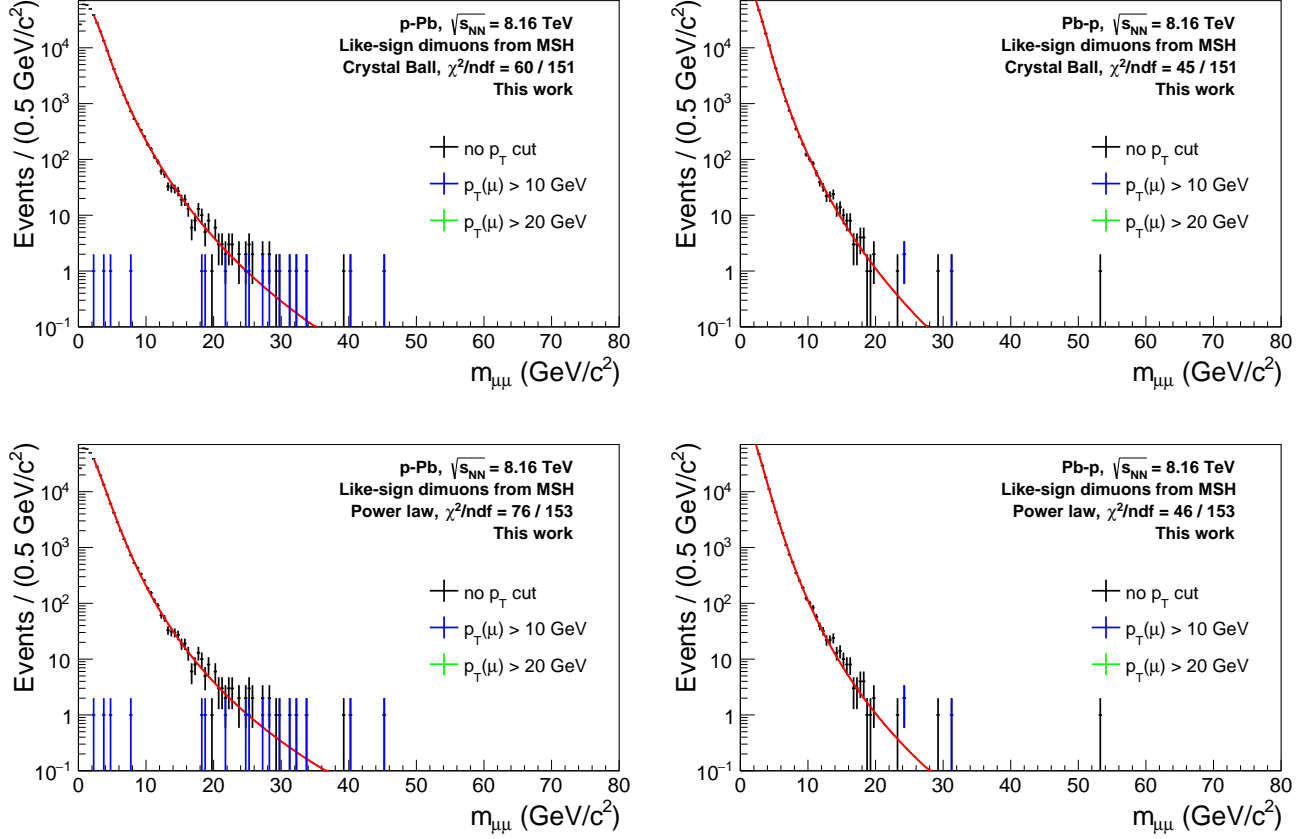 p-Pb, √s_NN = 8.16 TeV
Like-sign dimuons from MSH
Crystal Ball, χ²/ndf = 60 / 151
This work
no p_T cut
p_T(μ) > 10 GeV
p_T(μ) > 20 GeV
Events / (0.5 GeV/c²)
10⁴
10³
10²
10
1
10⁻¹
0 10 20 30 40 50 60 70 80
m_μμ (GeV/c²)
Pb-p, √s_NN = 8.16 TeV
Like-sign dimuons from MSH
Crystal Ball, χ²/ndf = 45 / 151
This work
no p_T cut
p_T(μ) > 10 GeV
p_T(μ) > 20 GeV
Events / (0.5 GeV/c²)
10⁴
10³
10²
10
1
10⁻¹
0 10 20 30 40 50 60 70 80
m_μμ (GeV/c²)
p-Pb, √s_NN = 8.16 TeV
Like-sign dimuons from MSH
Power law, χ²/ndf = 76 / 153
This work
no p_T cut
p_T(μ) > 10 GeV
p_T(μ) > 20 GeV
Events / (0.5 GeV/c²)
10⁴
10³
10²
10
1
10⁻¹
0 10 20 30 40 50 60 70 80
m_μμ (GeV/c²)
Pb-p, √s_NN = 8.16 TeV
Like-sign dimuons from MSH
Power law, χ²/ndf = 46 / 153
This work
no p_T cut
p_T(μ) > 10 GeV
p_T(μ) > 20 GeV
Events / (0.5 GeV/c²)
10⁴
10³
10²
10
1
10⁻¹
0 10 20 30 40 50 60 70 80
m_μμ (GeV/c²)